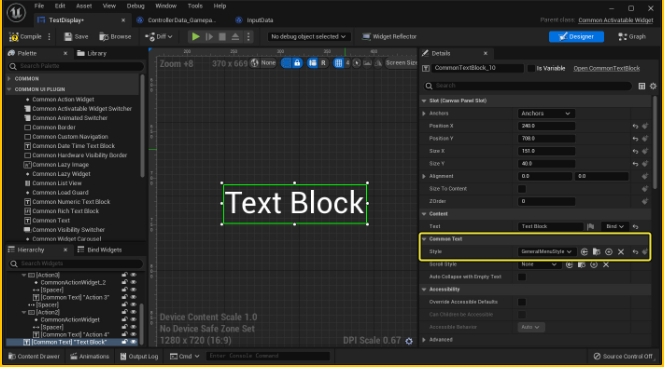 File Edit Asset View Debug Window Tools Help
TextDisplay* ControllerData_Gamepa... InputData Parent class: Common Activatable Widget
Compile Save Browse Diff No debug object selected Widget Reflector Designer Graph
Palette Library
Search Palette
COMMON
COMMON UI PLUGIN
Common Action Widget
Common Activatable Widget Switcher
Common Animated Switcher
Common Border
Common Custom Navigation
Common Date Time Text Block
Common Hardware Visibility Border
Common Lazy Image
Common Lazy Widget
Common List View
Common Load Guard
Common Numeric Text Block
Common Rich Text Block
Common Text
Common Visibility Switcher
Common Widget Carousel
Hierarchy Bind Widgets
Search Widgets
[Action3]
CommonActionWidget_2
[Spacer]
[Common Text] "Action 3"
[Spacer]
[Action2]
CommonActionWidget
[Spacer]
[Common Text] "Action 4"
[Common Text] "Text Block"
Zoom +8 370 x 669 None R 4 Screen Size
Text Block
Device Content Scale 1.0
No Device Safe Zone Set
1280 x 720 (16:9) DPI Scale 0.67
Details
CommonTextBlock_10 Is Variable Open CommonTextBlock
Search
Slot (Canvas Panel Slot)
Anchors Anchors
Position X 240.0
Position Y 708.0
Size X 151.0
Size Y 40.0
Alignment 0.0 0.0
Size To Content
ZOrder 0
Content
Text Text Block Bind
Common Text
Style GeneralMenuStyle
Scroll Style None
Auto Collapse with Empty Text
Accessibility
Override Accessible Defaults
Can Children be Accessible
Accessible Behavior Auto
Advanced
Content Drawer Animations Output Log Cmd Enter Console Command Source Control Off